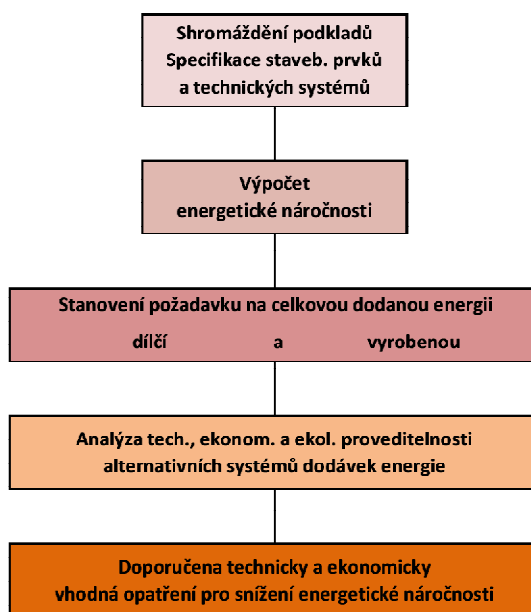 Shromáždění podkladů
Specifikace staveb. prvků
a technických systémů
Výpočet
energetické náročnosti
Stanovení požadavku na celkovou dodanou energii
dílčí a vyrobenou
Analýza tech., ekonom. a ekol. proveditelnosti
alternativních systémů dodávek energie
Doporučena technicky a ekonomicky
vhodná opatření pro snížení energetické náročnosti